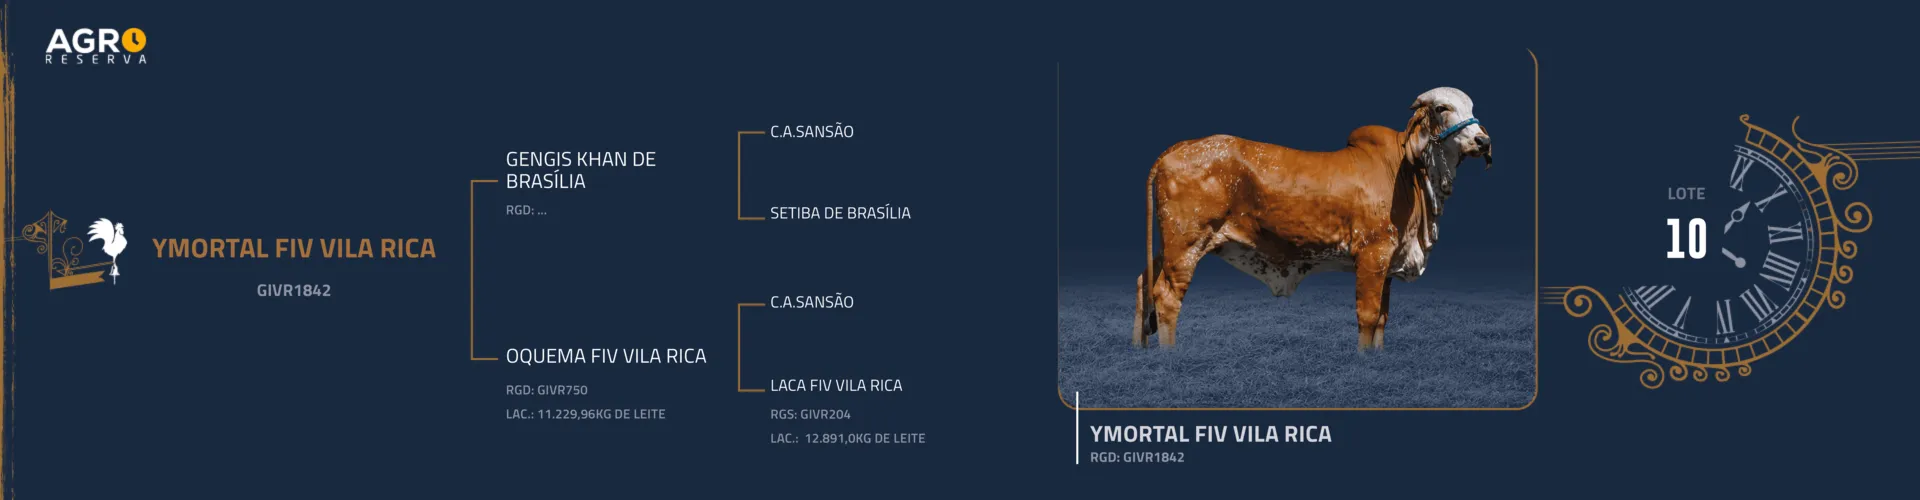 AGRO
RESERVA
YMORTAL FIV VILA RICA
GIVR1842
GENGIS KHAN DE
BRASÍLIA
RGD: ...
OQUEMA FIV VILA RICA
RGD: GIVR750
LAC.: 11.229,96KG DE LEITE
C.A.SANSÃO
SETIBA DE BRASÍLIA
C.A.SANSÃO
LACA FIV VILA RICA
RGS: GIVR204
LAC.: 12.891,0KG DE LEITE
YMORTAL FIV VILA RICA
RGD: GIVR1842
LOTE
10